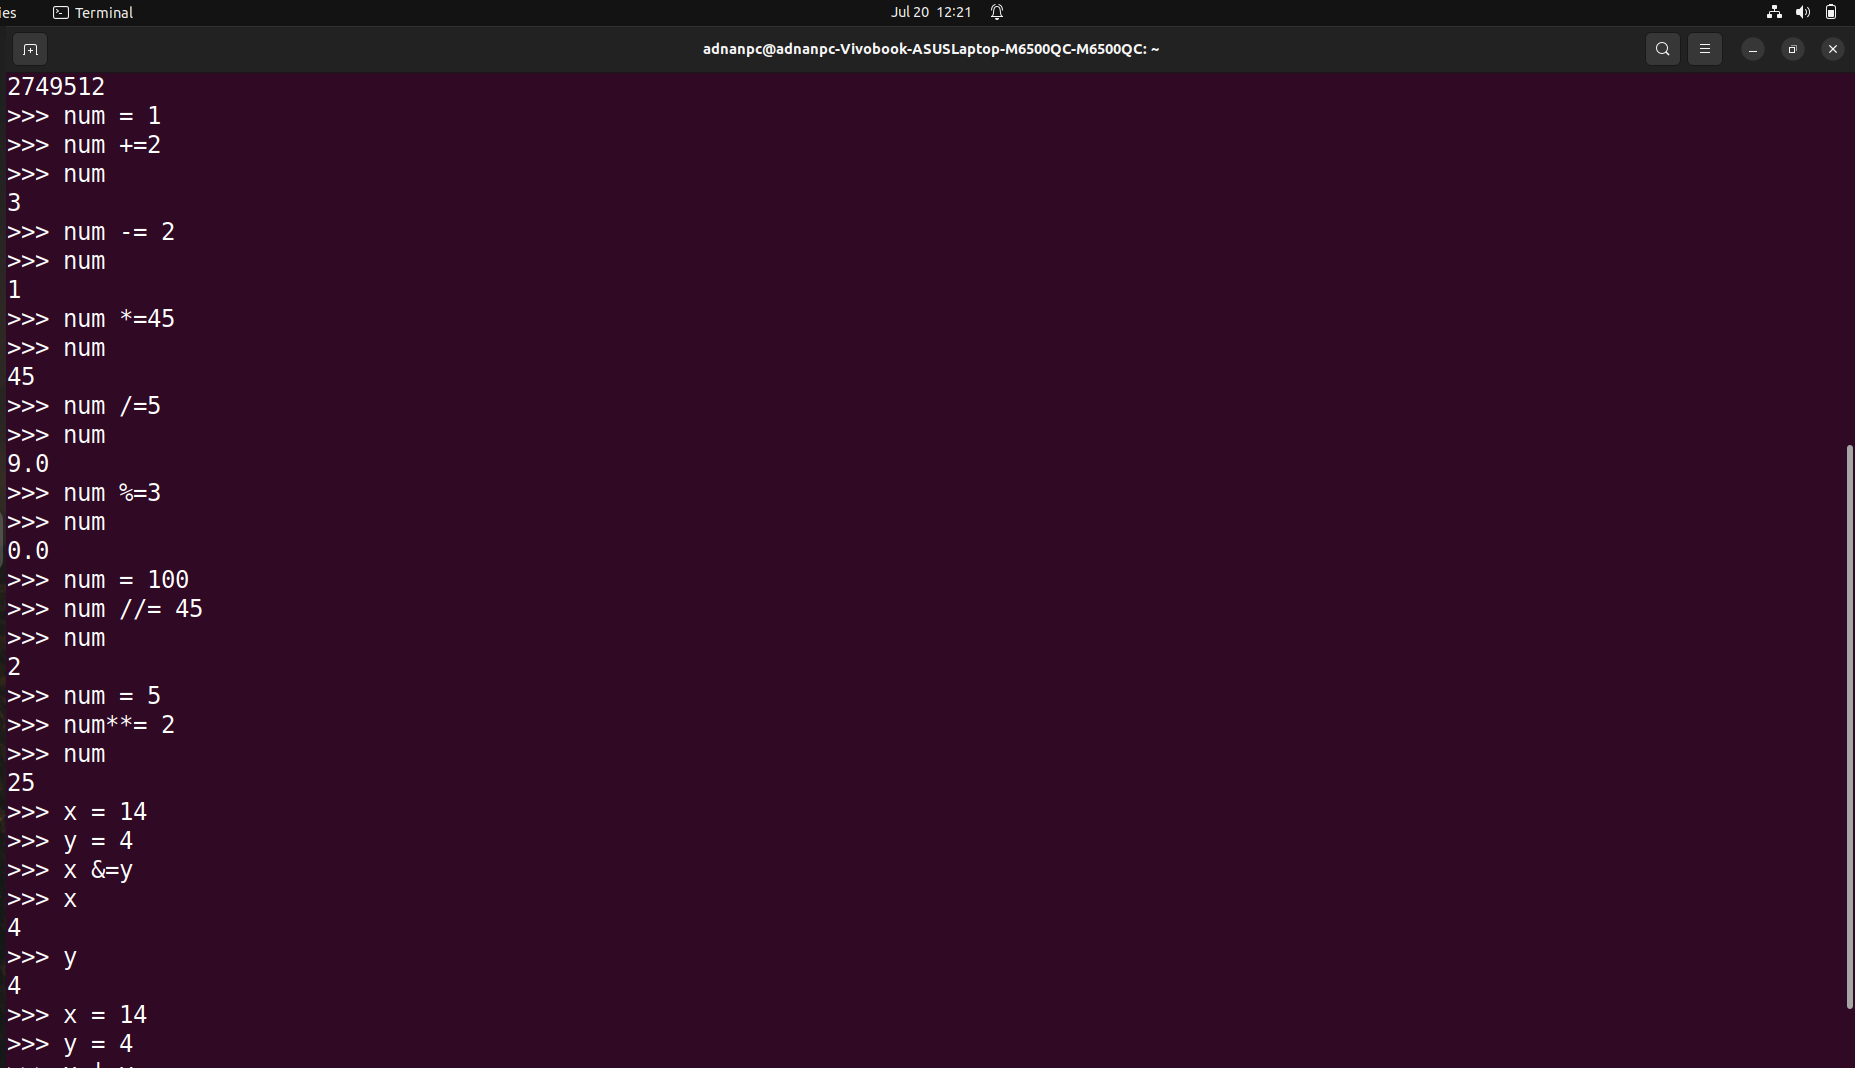 Terminal
Jul 20 12:21
adnanpc@adnanpc-Vivobook-ASUSLaptop-M6500QC-M6500QC: ~
2749512
>>> num = 1
>>> num +=2
>>> num
3
>>> num -= 2
>>> num
1
>>> num *=45
>>> num
45
>>> num /=5
>>> num
9.0
>>> num %=3
>>> num
0.0
>>> num = 100
>>> num //= 45
>>> num
2
>>> num = 5
>>> num**= 2
>>> num
25
>>> x = 14
>>> y = 4
>>> x &=y
>>> x
4
>>> y
4
>>> x = 14
>>> y = 4